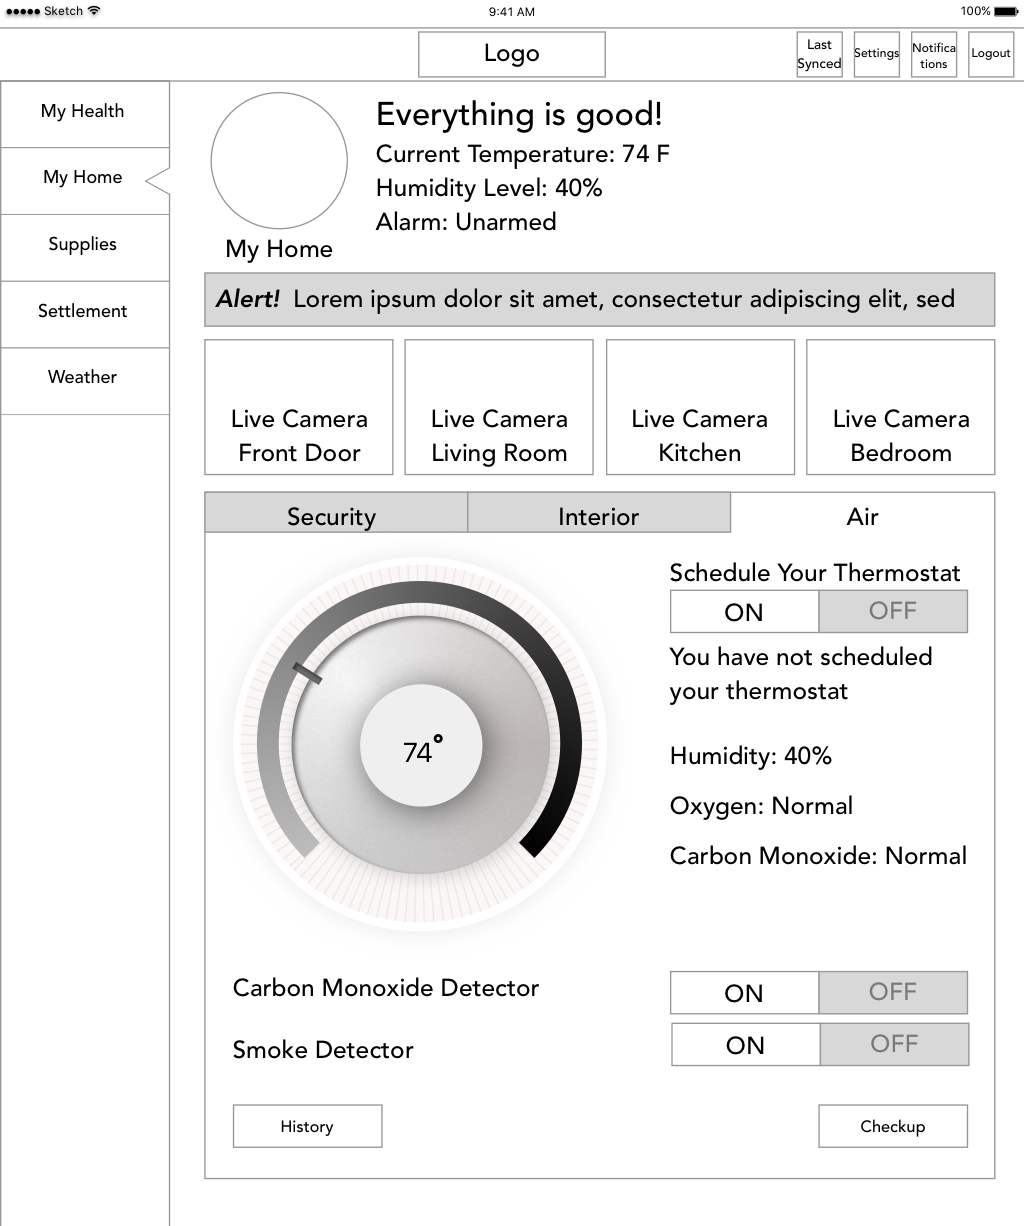 Sketch 9:41 AM 100%
Logo
Last
Synced
Settings
Notifica
tions
Logout
My Health
My Home
Supplies
Settlement
Weather
My Home
Everything is good!
Current Temperature: 74 F
Humidity Level: 40%
Alarm: Unarmed
Alert! Lorem ipsum dolor sit amet, consectetur adipiscing elit, sed
Live Camera
Front Door
Live Camera
Living Room
Live Camera
Kitchen
Live Camera
Bedroom
Security Interior Air
74°
Schedule Your Thermostat
ON OFF
You have not scheduled
your thermostat
Humidity: 40%
Oxygen: Normal
Carbon Monoxide: Normal
Carbon Monoxide Detector ON OFF
Smoke Detector ON OFF
History Checkup